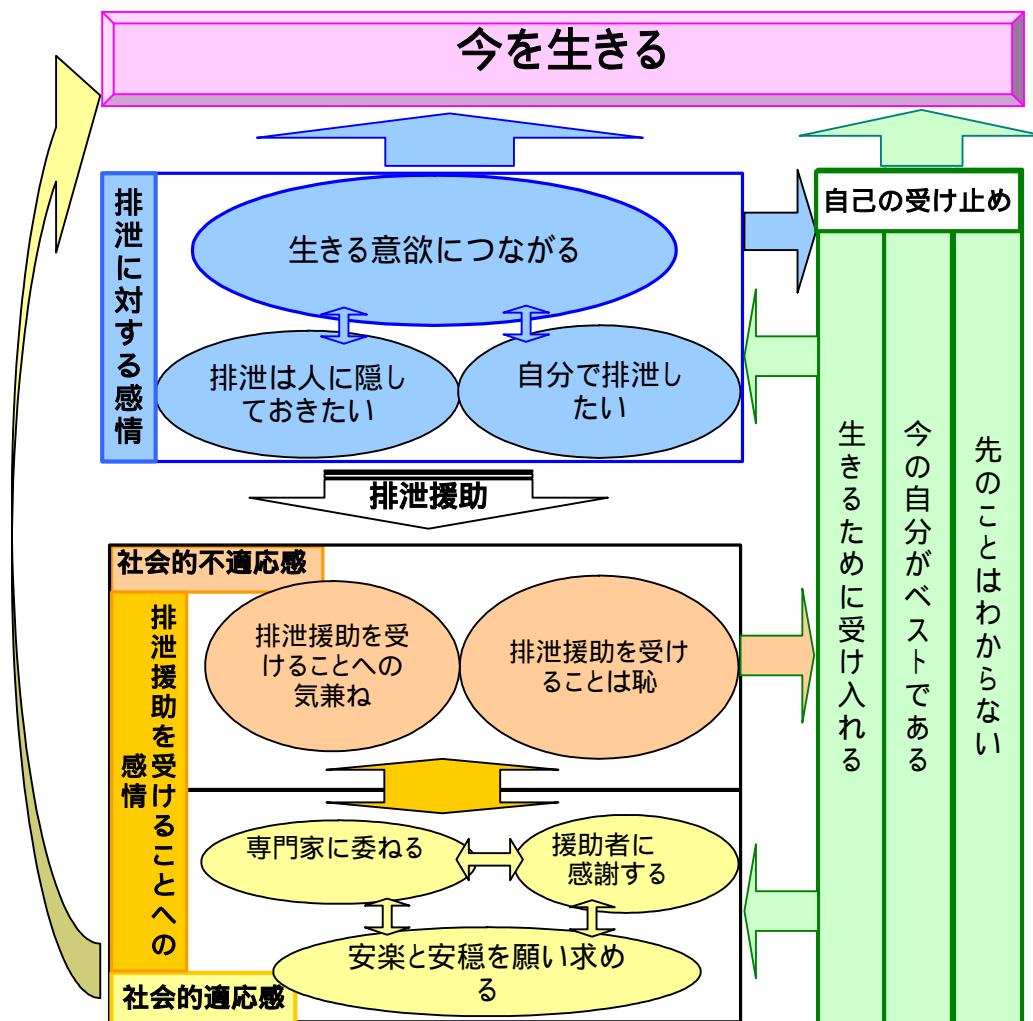 今を生きる
排泄に対する感情
生きる意欲につながる
排泄は人に隠し
ておきたい
自分で排泄し
たい
自己の受け止め
生きるために受け入れる
今の自分がベストである
先のことはわからない
排泄援助
社会的不適応感
排泄援助を受けることへの
感情
排泄援助を受
けることへの
気兼ね
排泄援助を受け
ることは恥
専門家に委ねる
援助者に
感謝する
安楽と安穏を願い求め
る
社会的適応感